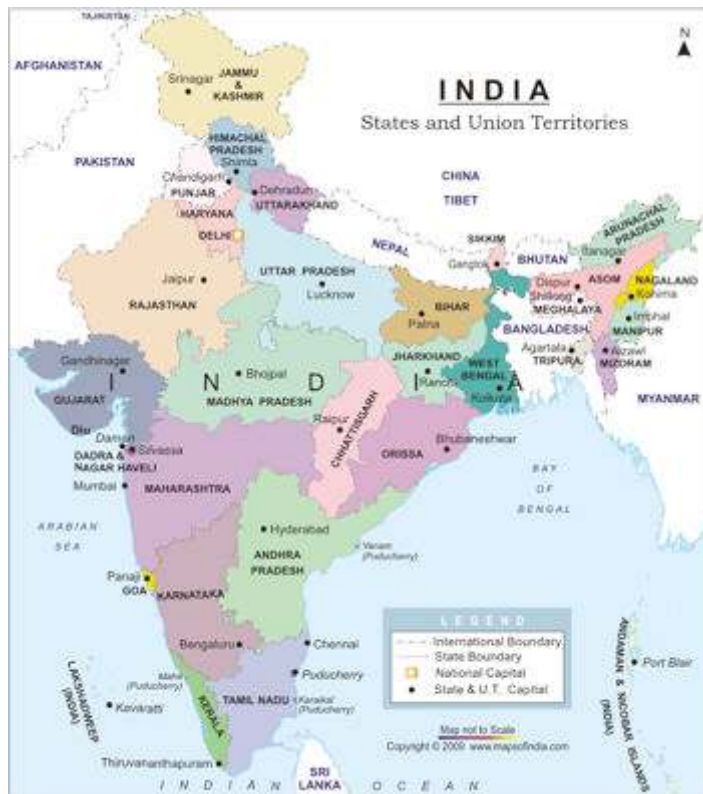 TAJIKISTAN
AFGHANISTAN
N
JAMMU
&
KASHMIR
Srinagar
INDIA
States and Union Territories
HIMACHAL
PRADESH
Shimla
PAKISTAN
Chandigarh
PUNJAB
Dehradun
UTTARAKHAND
CHINA
TIBET
HARYANA
DELHI
ARUNACHAL
PRADESH
NEPAL
SIKKIM
Gangtok
BHUTAN
Itanagar
Jaipur
RAJASTHAN
UTTAR PRADESH
Lucknow
Dispur
ASOM
NAGALAND
Shillong
MEGHALAYA
Kohima
BIHAR
Patna
BANGLADESH
Imphal
MANIPUR
Agartala
TRIPURA
Aizawl
MIZORAM
Gandhinagar
GUJARAT
Bhojpal
MADHYA PRADESH
JHARKHAND
Ranchi
WEST
BENGAL
Kolkata
I N D I A
MYANMAR
Raipur
CHHATTISGARH
Diu
Daman
Silvassa
DADRA &
NAGAR HAVELI
ORISSA
Bhubaneshwar
Mumbai
MAHARASHTRA
BAY
OF
BENGAL
ARABIAN
SEA
Hyderabad
ANDHRA
PRADESH
Yanam
(Puducherry)
Panaji
GOA
KARNATAKA
Bengaluru
Chennai
LEGEND
International Boundary
State Boundary
National Capital
State & U.T. Capital
Mahe
(Puducherry)
Puducherry
Karaikal
(Puducherry)
TAMIL NADU
KERALA
LAKSHADWEEP
(INDIA)
Kavaratti
Thiruvananthapuram
Port Blair
ANDAMAN & NICOBAR ISLANDS
(INDIA)
Map not to Scale
Copyright © 2009 www.mapsofindia.com
SRI
LANKA
INDIAN OCEAN